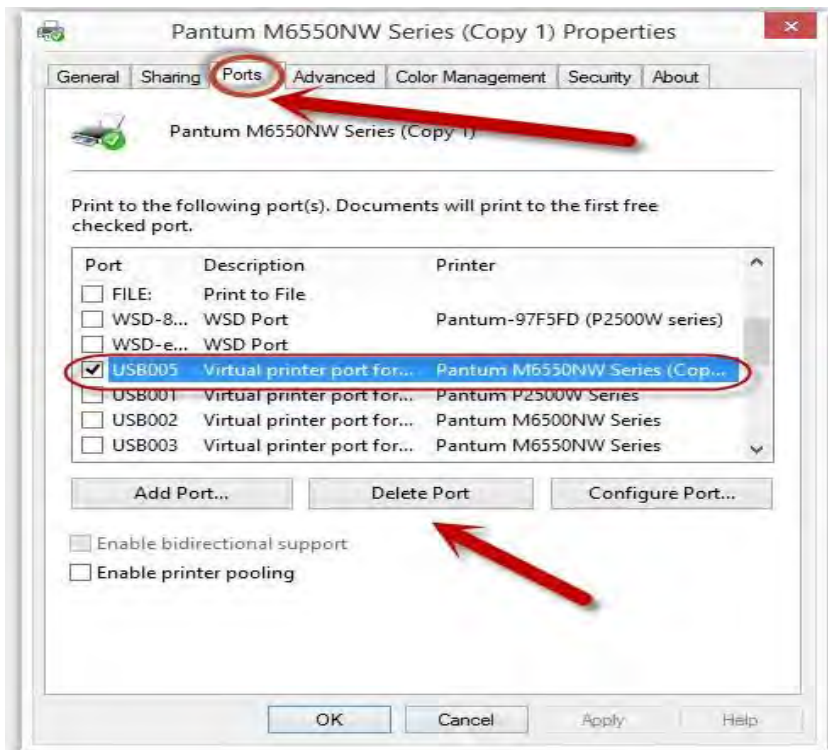 Pantum M6550NW Series (Copy 1) Properties
×
General Sharing Ports Advanced Color Management Security About
Pantum M6550NW Series (Copy 1)
Print to the following port(s). Documents will print to the first free
checked port.
Port Description Printer
FILE: Print to File
WSD-8... WSD Port Pantum-97F5FD (P2500W series)
WSD-e... WSD Port
USB005 Virtual printer port for... Pantum M6550NW Series (Cop...
USB001 Virtual printer port for... Pantum P2500W Series
USB002 Virtual printer port for... Pantum M6500NW Series
USB003 Virtual printer port for... Pantum M6550NW Series
Add Port... Delete Port Configure Port...
Enable bidirectional support
Enable printer pooling
OK Cancel Apply Help